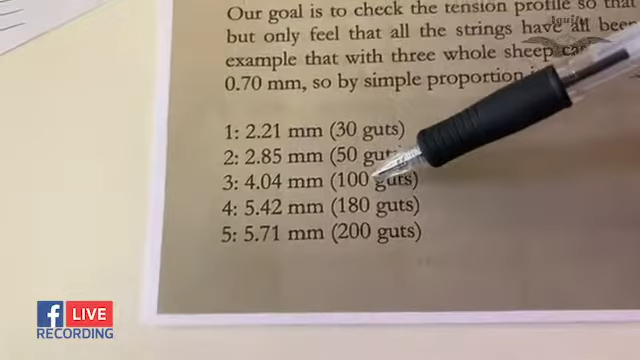 Our goal is to check the tension profile so that
but only feel that all the strings have all been
example that with three whole sheep
0.70 mm, so by simple proportion
1: 2.21 mm (30 guts)
2: 2.85 mm (50 guts)
3: 4.04 mm (100 guts)
4: 5.42 mm (180 guts)
5: 5.71 mm (200 guts)
f LIVE
RECORDING